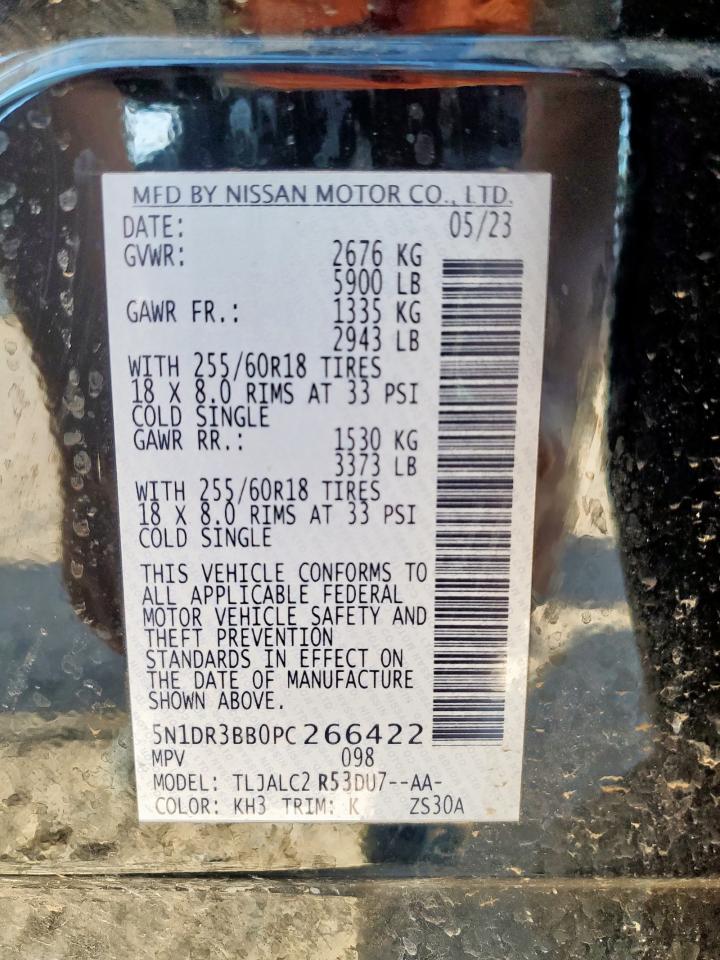 MFD BY NISSAN MOTOR CO., LTD.
DATE: 05/23
GVWR: 2676 KG
5900 LB
GAWR FR.: 1335 KG
2943 LB
WITH 255/60R18 TIRES
18 X 8.0 RIMS AT 33 PSI
COLD SINGLE
GAWR RR.: 1530 KG
3373 LB
WITH 255/60R18 TIRES
18 X 8.0 RIMS AT 33 PSI
COLD SINGLE
THIS VEHICLE CONFORMS TO
ALL APPLICABLE FEDERAL
MOTOR VEHICLE SAFETY AND
THEFT PREVENTION
STANDARDS IN EFFECT ON
THE DATE OF MANUFACTURE
SHOWN ABOVE.
5N1DR3BB0PC266422
MPV 098
MODEL: TLJALC2 R53DU7--AA-
COLOR: KH3 TRIM: K ZS30A